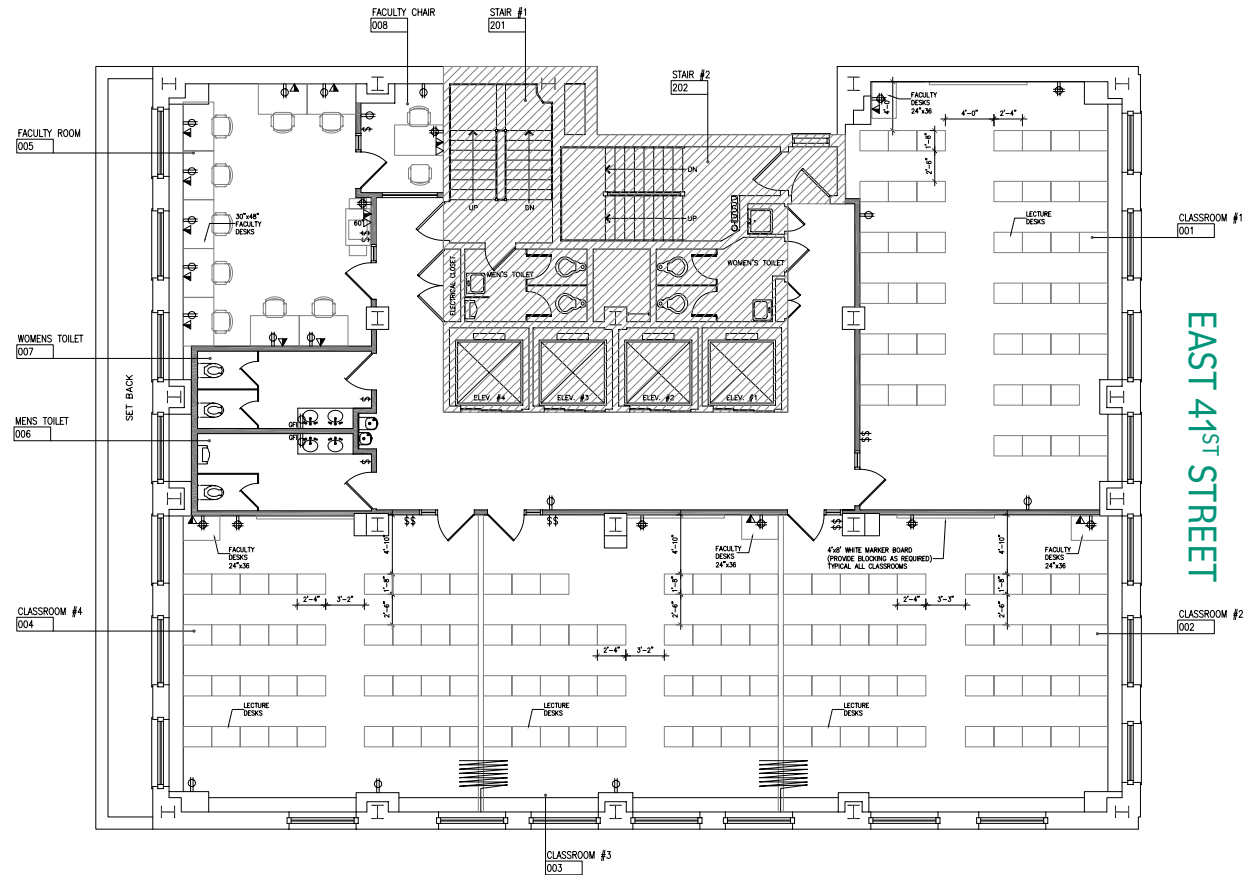 FACULTY CHAIR
008
STAIR #1
201
STAIR #2
202
FACULTY ROOM
005
FACULTY
DESKS
24"x36
4'-0"
4'-0"
2'-4"
1'-8"
2'-6"
30"x48"
FACULTY
DESKS
UP
DN
DN
UP
LECTURE
DESKS
CLASSROOM #1
001
MEN'S TOILET
WOMEN'S TOILET
ELECTRICAL CLOSET
WOMENS TOILET
007
SET BACK
MENS TOILET
006
GFI
GFI
ELEV. #4
ELEV. #3
ELEV. #2
ELEV. #1
EAST 41ST STREET
$$
$$
$$
$$
FACULTY
DESKS
24"x36
4'-10"
1'-8"
2'-6"
2'-4"
3'-2"
FACULTY
DESKS
24"x36
4'-10"
1'-8"
2'-6"
2'-4"
3'-2"
4'x8' WHITE MARKER BOARD
(PROVIDE BLOCKING AS REQUIRED)
TYPICAL ALL CLASSROOMS
FACULTY
DESKS
24"x36
4'-10"
1'-8"
2'-6"
2'-4"
3'-3"
CLASSROOM #4
004
CLASSROOM #2
002
LECTURE
DESKS
LECTURE
DESKS
LECTURE
DESKS
CLASSROOM #3
003